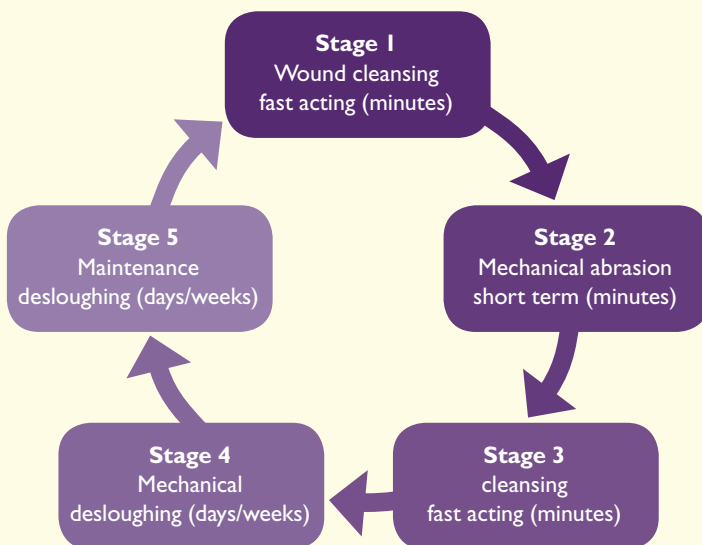 Stage 1
Wound cleansing
fast acting (minutes)
Stage 2
Mechanical abrasion
short term (minutes)
Stage 3
cleansing
fast acting (minutes)
Stage 4
Mechanical
desloughing (days/weeks)
Stage 5
Maintenance
desloughing (days/weeks)